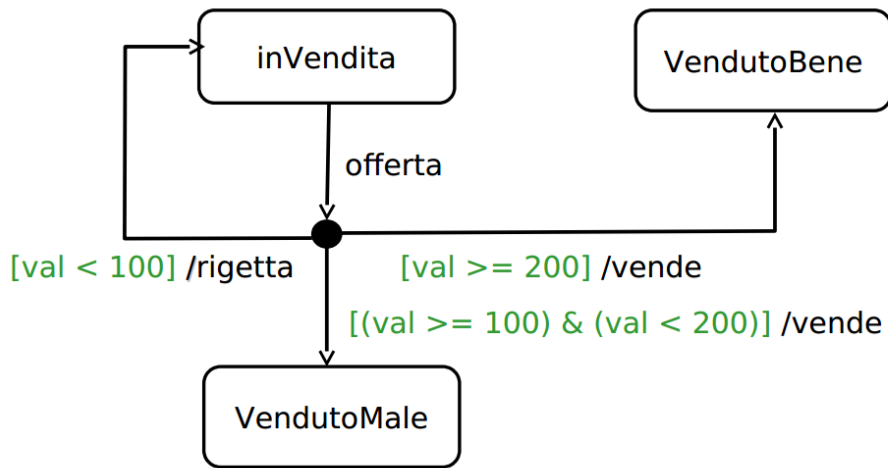 inVendita
VendutoBene
offerta
[val < 100] /rigetta
[val >= 200] /vende
[(val >= 100) & (val < 200)] /vende
VendutoMale